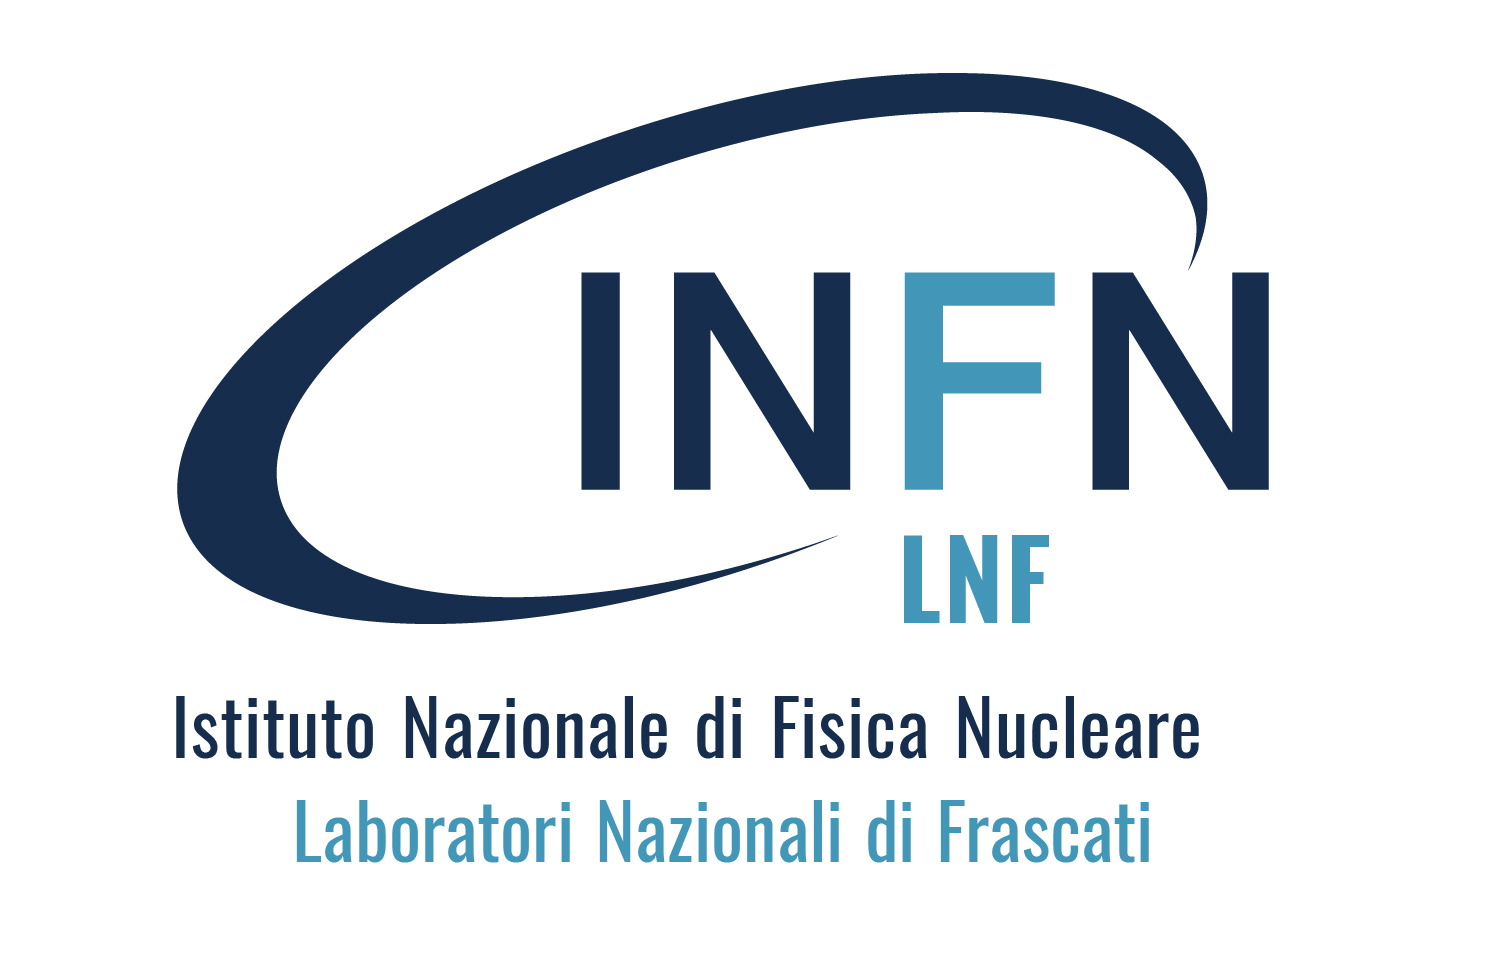 INFN
LNF
Istituto Nazionale di Fisica Nucleare
Laboratori Nazionali di Frascati